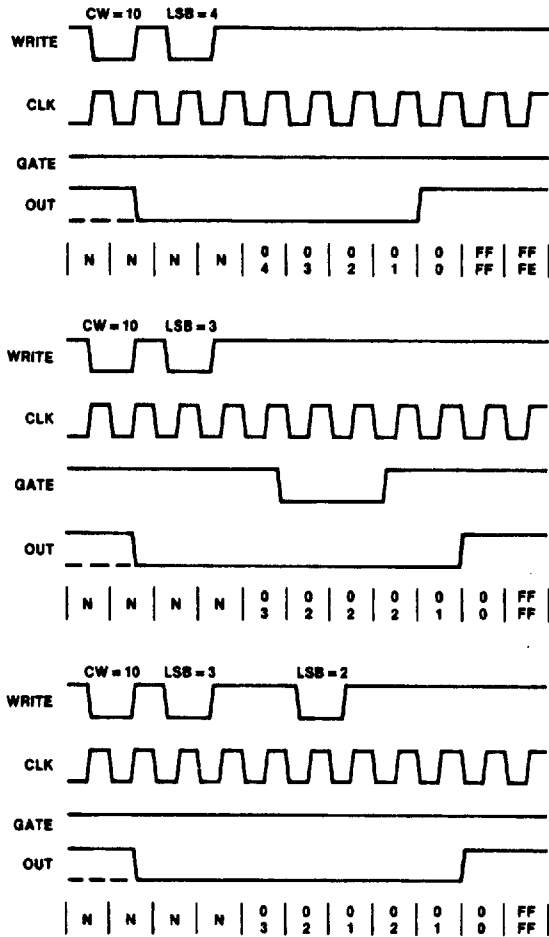 CW = 10 LSB = 4
WRITE
CLK
GATE
OUT
N N N N 0 0 0 0 0 FF FF
4 3 2 1 0 FF FE
CW = 10 LSB = 3
WRITE
CLK
GATE
OUT
N N N N 0 0 0 0 0 0 FF
3 2 2 2 1 0 FF
CW = 10 LSB = 3 LSB = 2
WRITE
CLK
GATE
OUT
N N N N 0 0 0 0 0 0 FF
3 2 1 2 1 0 FF